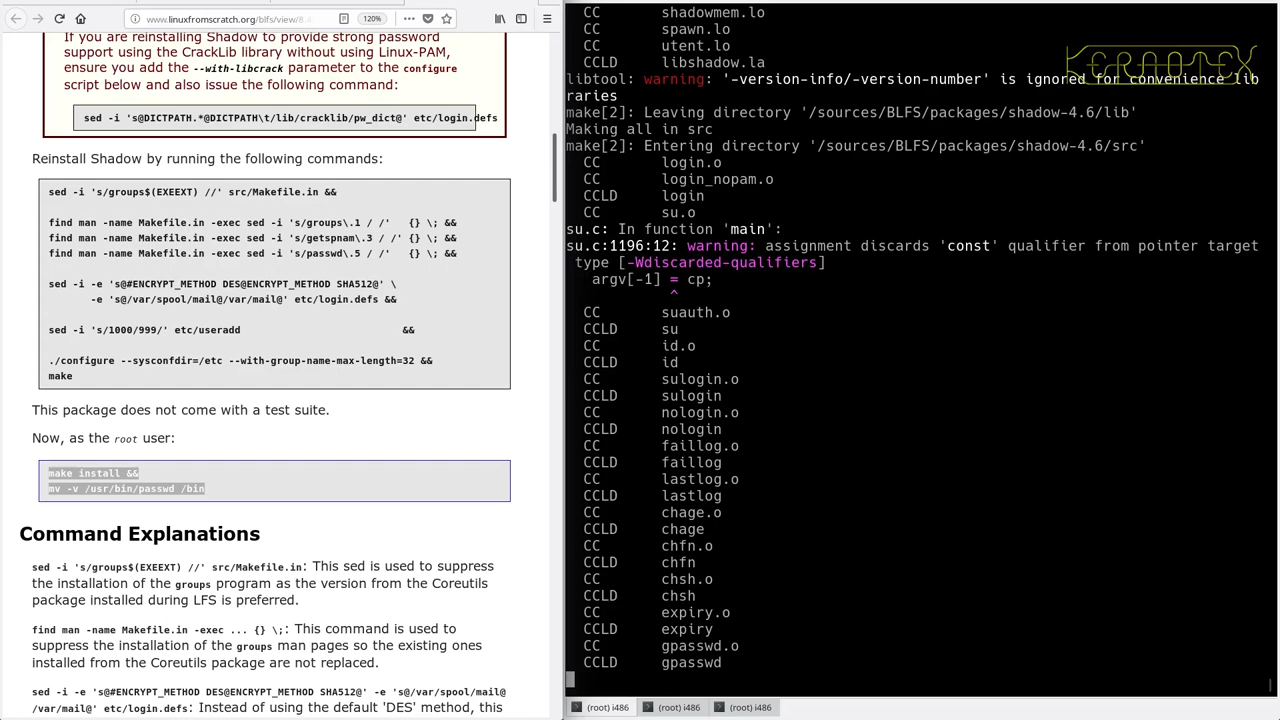 www.linuxfromscratch.org/blfs/view/8.4
120%
If you are reinstalling Shadow to provide strong password
support using the CrackLib library without using Linux-PAM,
ensure you add the --with-libcrack parameter to the configure
script below and also issue the following command:
sed -i 's@DICTPATH.*@DICTPATH\t/lib/cracklib/pw_dict@' etc/login.defs
Reinstall Shadow by running the following commands:
sed -i 's/groups$(EXEEXT) //' src/Makefile.in &&
find man -name Makefile.in -exec sed -i 's/groups\.1 / /'   {} \; &&
find man -name Makefile.in -exec sed -i 's/getspnam\.3 / /' {} \; &&
find man -name Makefile.in -exec sed -i 's/passwd\.5 / /'   {} \; &&
sed -i -e 's@#ENCRYPT_METHOD DES@ENCRYPT_METHOD SHA512@' \
-e 's@/var/spool/mail@/var/mail@' etc/login.defs &&
sed -i 's/1000/999/' etc/useradd &&
./configure --sysconfdir=/etc --with-group-name-max-length=32 &&
make
This package does not come with a test suite.
Now, as the root user:
make install &&
mv -v /usr/bin/passwd /bin
Command Explanations
sed -i 's/groups$(EXEEXT) //' src/Makefile.in: This sed is used to
suppress the installation of the groups program as the version from the Coreutils
package installed during LFS is preferred.
find man -name Makefile.in -exec ... {} \;: This command is used to
suppress the installation of the groups man pages so the existing ones
installed from the Coreutils package are not replaced.
sed -i -e 's@#ENCRYPT_METHOD DES@ENCRYPT_METHOD SHA512@' -e 's@/var/spool/mail@
/var/mail@' etc/login.defs: Instead of using the default 'DES' method, this
CC shadowmem.lo
CC spawn.lo
CC utent.lo
CCLD libshadow.la
libtool: warning: '-version-info/-version-number' is ignored for convenience lib
raries
make[2]: Leaving directory '/sources/BLFS/packages/shadow-4.6/lib'
Making all in src
make[2]: Entering directory '/sources/BLFS/packages/shadow-4.6/src'
CC login.o
CC login_nopam.o
CCLD login
CC su.o
su.c: In function 'main':
su.c:1196:12: warning: assignment discards 'const' qualifier from pointer target
type [-Wdiscarded-qualifiers]
argv[-1] = cp;
^
CC suauth.o
CCLD su
CC id.o
CCLD id
CC sulogin.o
CCLD sulogin
CC nologin.o
CCLD nologin
CC faillog.o
CCLD faillog
CC lastlog.o
CCLD lastlog
CC chage.o
CCLD chage
CC chfn.o
CCLD chfn
CC chsh.o
CCLD chsh
CC expiry.o
CCLD expiry
CC gpasswd.o
CCLD gpasswd
(root) i486
(root) i486
(root) i486